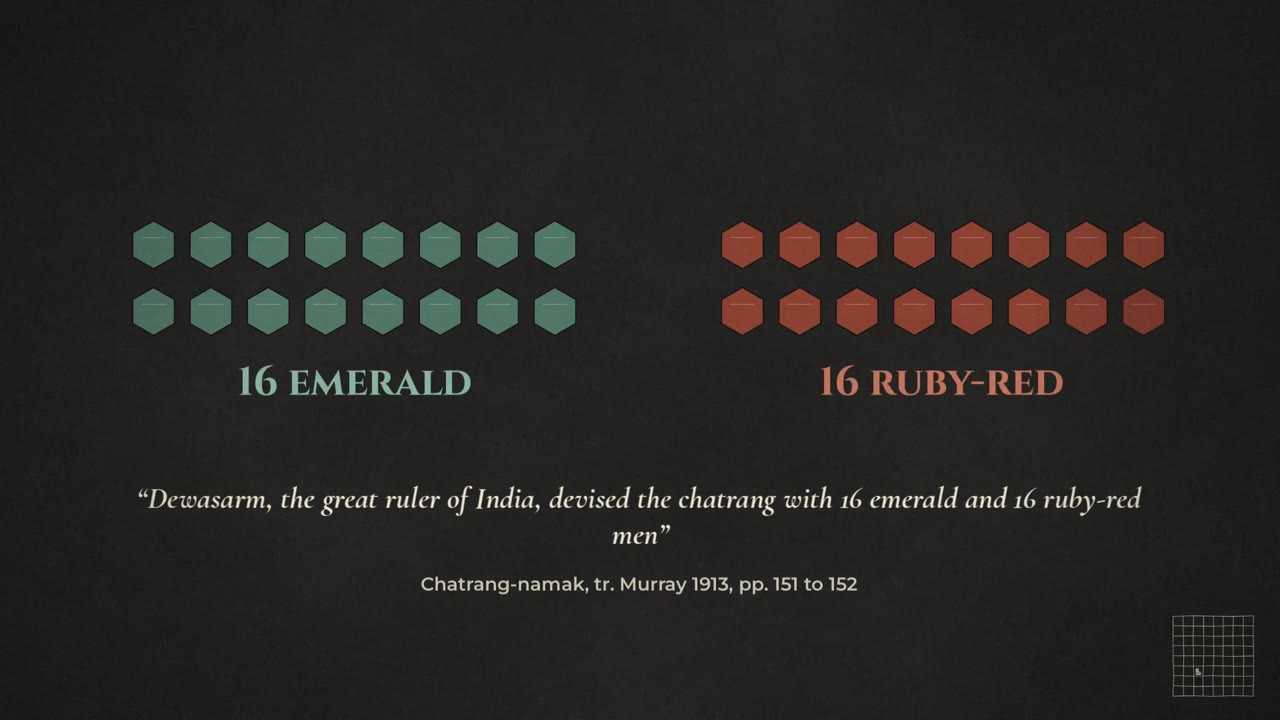 16 EMERALD
16 RUBY-RED
“Dewasarm, the great ruler of India, devised the chatrang with 16 emerald and 16 ruby-red
men”
Chatrang-namak, tr. Murray 1913, pp. 151 to 152